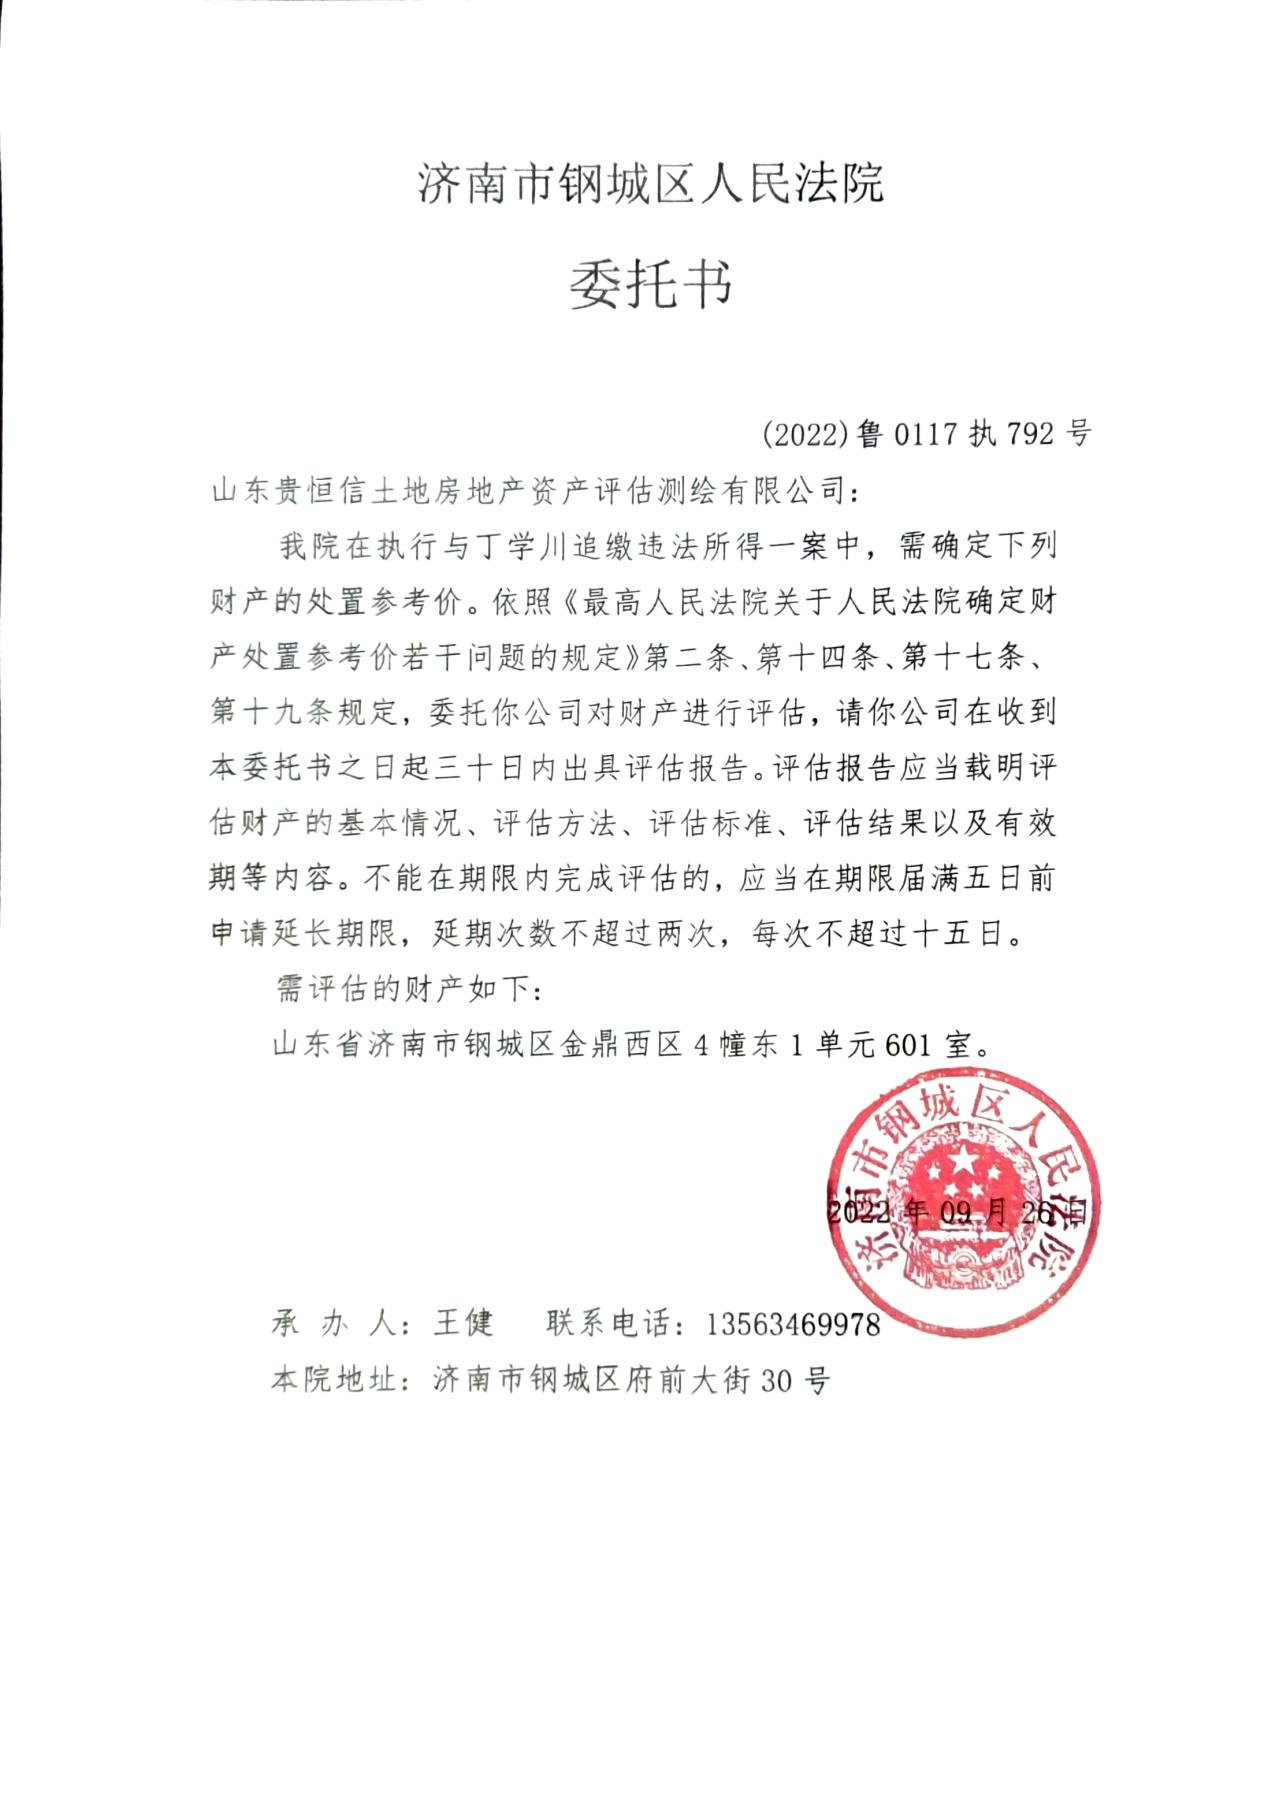 济南市钢城区人民法院
委托书
(2022)鲁0117执792号
山东贵恒信土地房地产资产评估测绘有限公司：
我院在执行与丁学川追缴违法所得一案中，需确定下列
财产的处置参考价。依照《最高人民法院关于人民法院确定财
产处置参考价若干问题的规定》第二条、第十四条、第十七条、
第十九条规定，委托你公司对财产进行评估，请你公司在收到
本委托书之日起三十日内出具评估报告。评估报告应当载明评
估财产的基本情况、评估方法、评估标准、评估结果以及有效
期等内容。不能在期限内完成评估的，应当在期限届满五日前
申请延长期限，延期次数不超过两次，每次不超过十五日。
需评估的财产如下：
山东省济南市钢城区金鼎西区4幢东1单元601室。
济南市钢城区人民法院
2022年09月26日
承办人：王健 联系电话：13563469978
本院地址：济南市钢城区府前大街30号